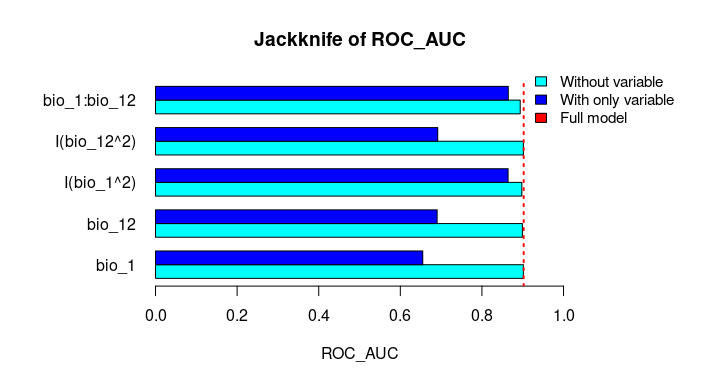 Jackknife of ROC_AUC
Without variable
With only variable
Full model
bio_1:bio_12
I(bio_12^2)
I(bio_1^2)
bio_12
bio_1
0.0 0.2 0.4 0.6 0.8 1.0
ROC_AUC